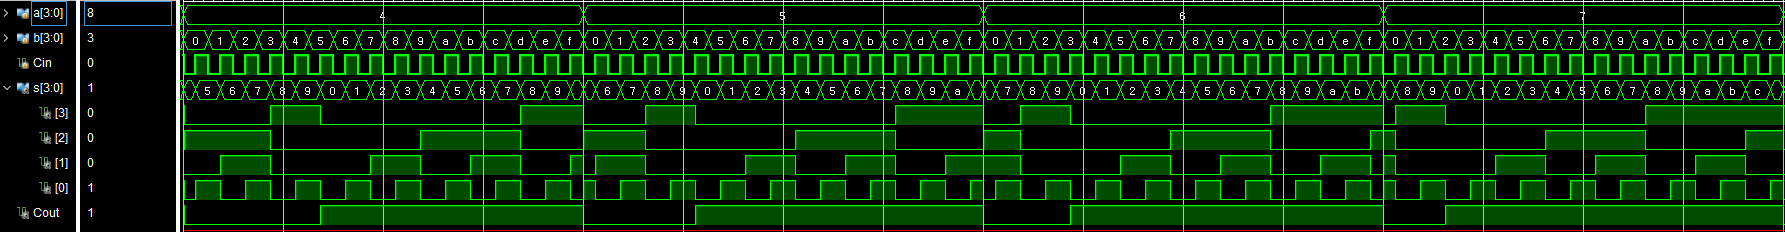 a[3:0] 8 4 5 6 7
b[3:0] 3 0 1 2 3 4 5 6 7 8 9 a b c d e f 0 1 2 3 4 5 6 7 8 9 a b c d e f 0 1 2 3 4 5 6 7 8 9 a b c d e f 0 1 2 3 4 5 6 7 8 9 a b c d e f
Cin 0
s[3:0] 1 5 6 7 8 9 0 1 2 3 4 5 6 7 8 9 6 7 8 9 0 1 2 3 4 5 6 7 8 9 a 7 8 9 0 1 2 3 4 5 6 7 8 9 a b 8 9 0 1 2 3 4 5 6 7 8 9 a b c
[3] 0
[2] 0
[1] 0
[0] 1
Cout 1